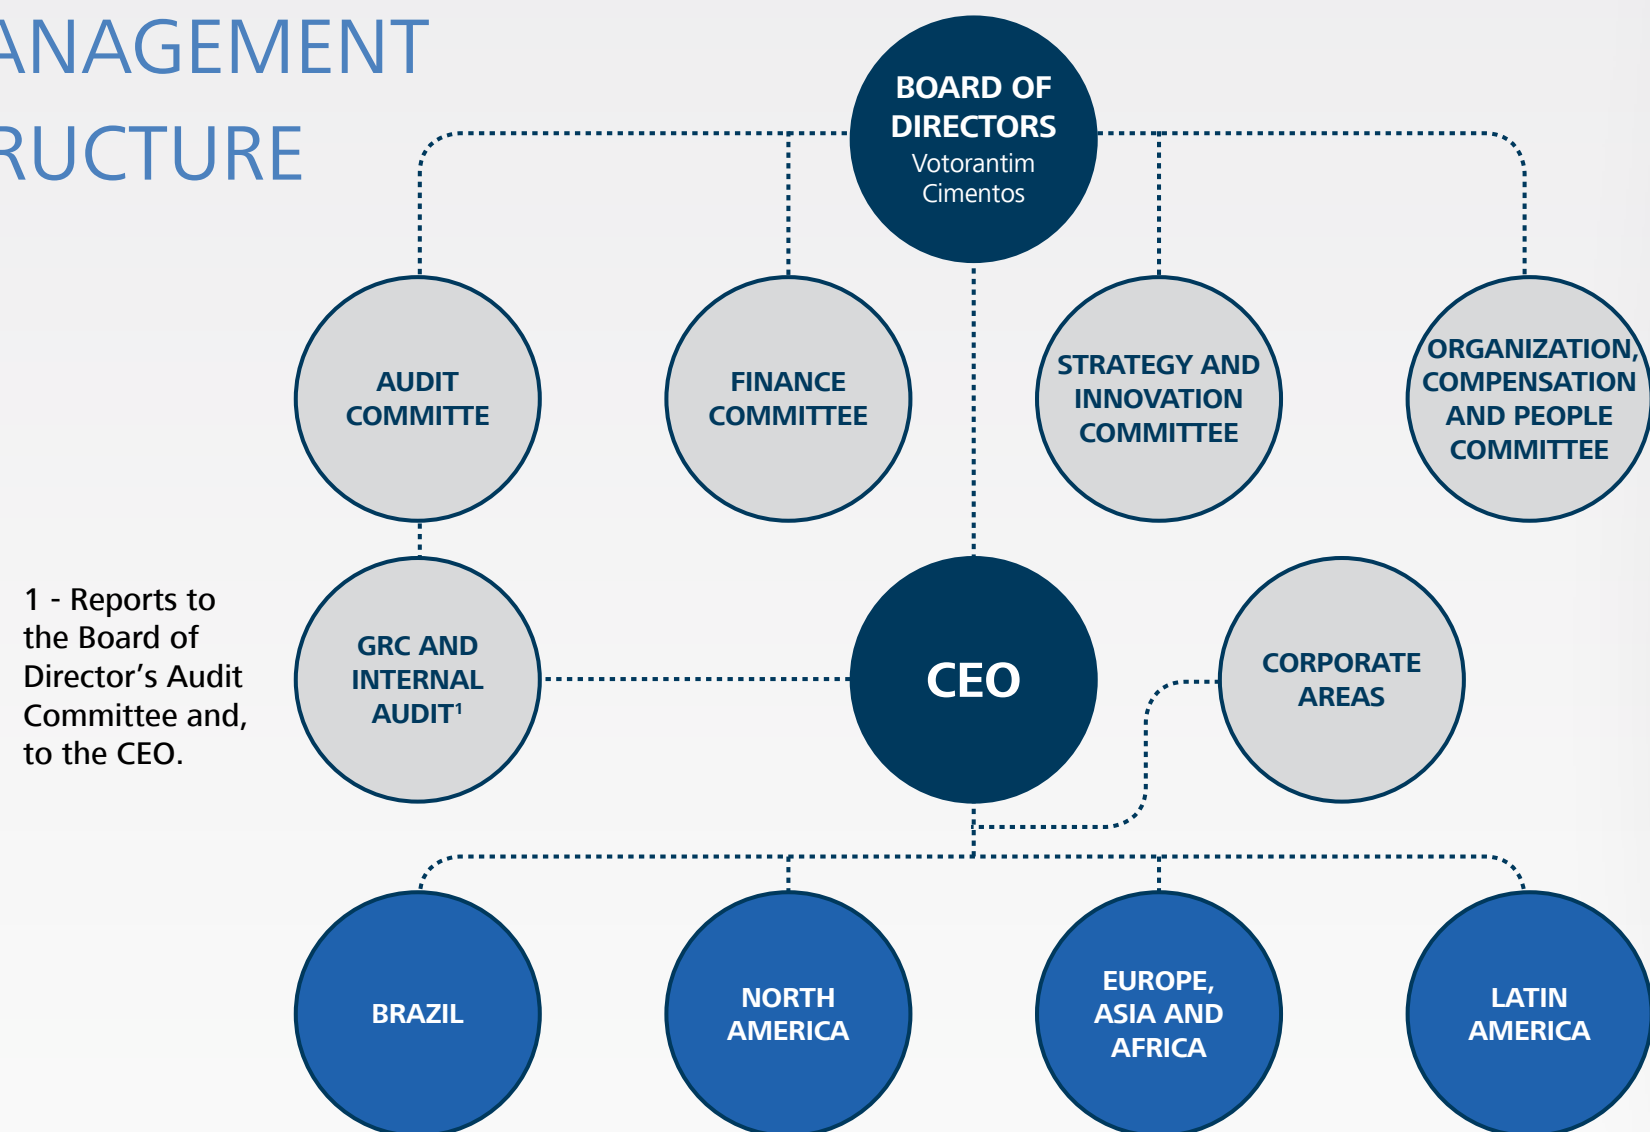 ANAGEMENT
RUCTURE
BOARD OF
DIRECTORS
Votorantim
Cimentos
AUDIT
COMMITTE
FINANCE
COMMITTEE
STRATEGY AND
INNOVATION
COMMITTEE
ORGANIZATION,
COMPENSATION
AND PEOPLE
COMMITTEE
1 - Reports to
the Board of
Director’s Audit
Committee and,
to the CEO.
GRC AND
INTERNAL
AUDIT¹
CEO
CORPORATE
AREAS
BRAZIL
NORTH
AMERICA
EUROPE,
ASIA AND
AFRICA
LATIN
AMERICA